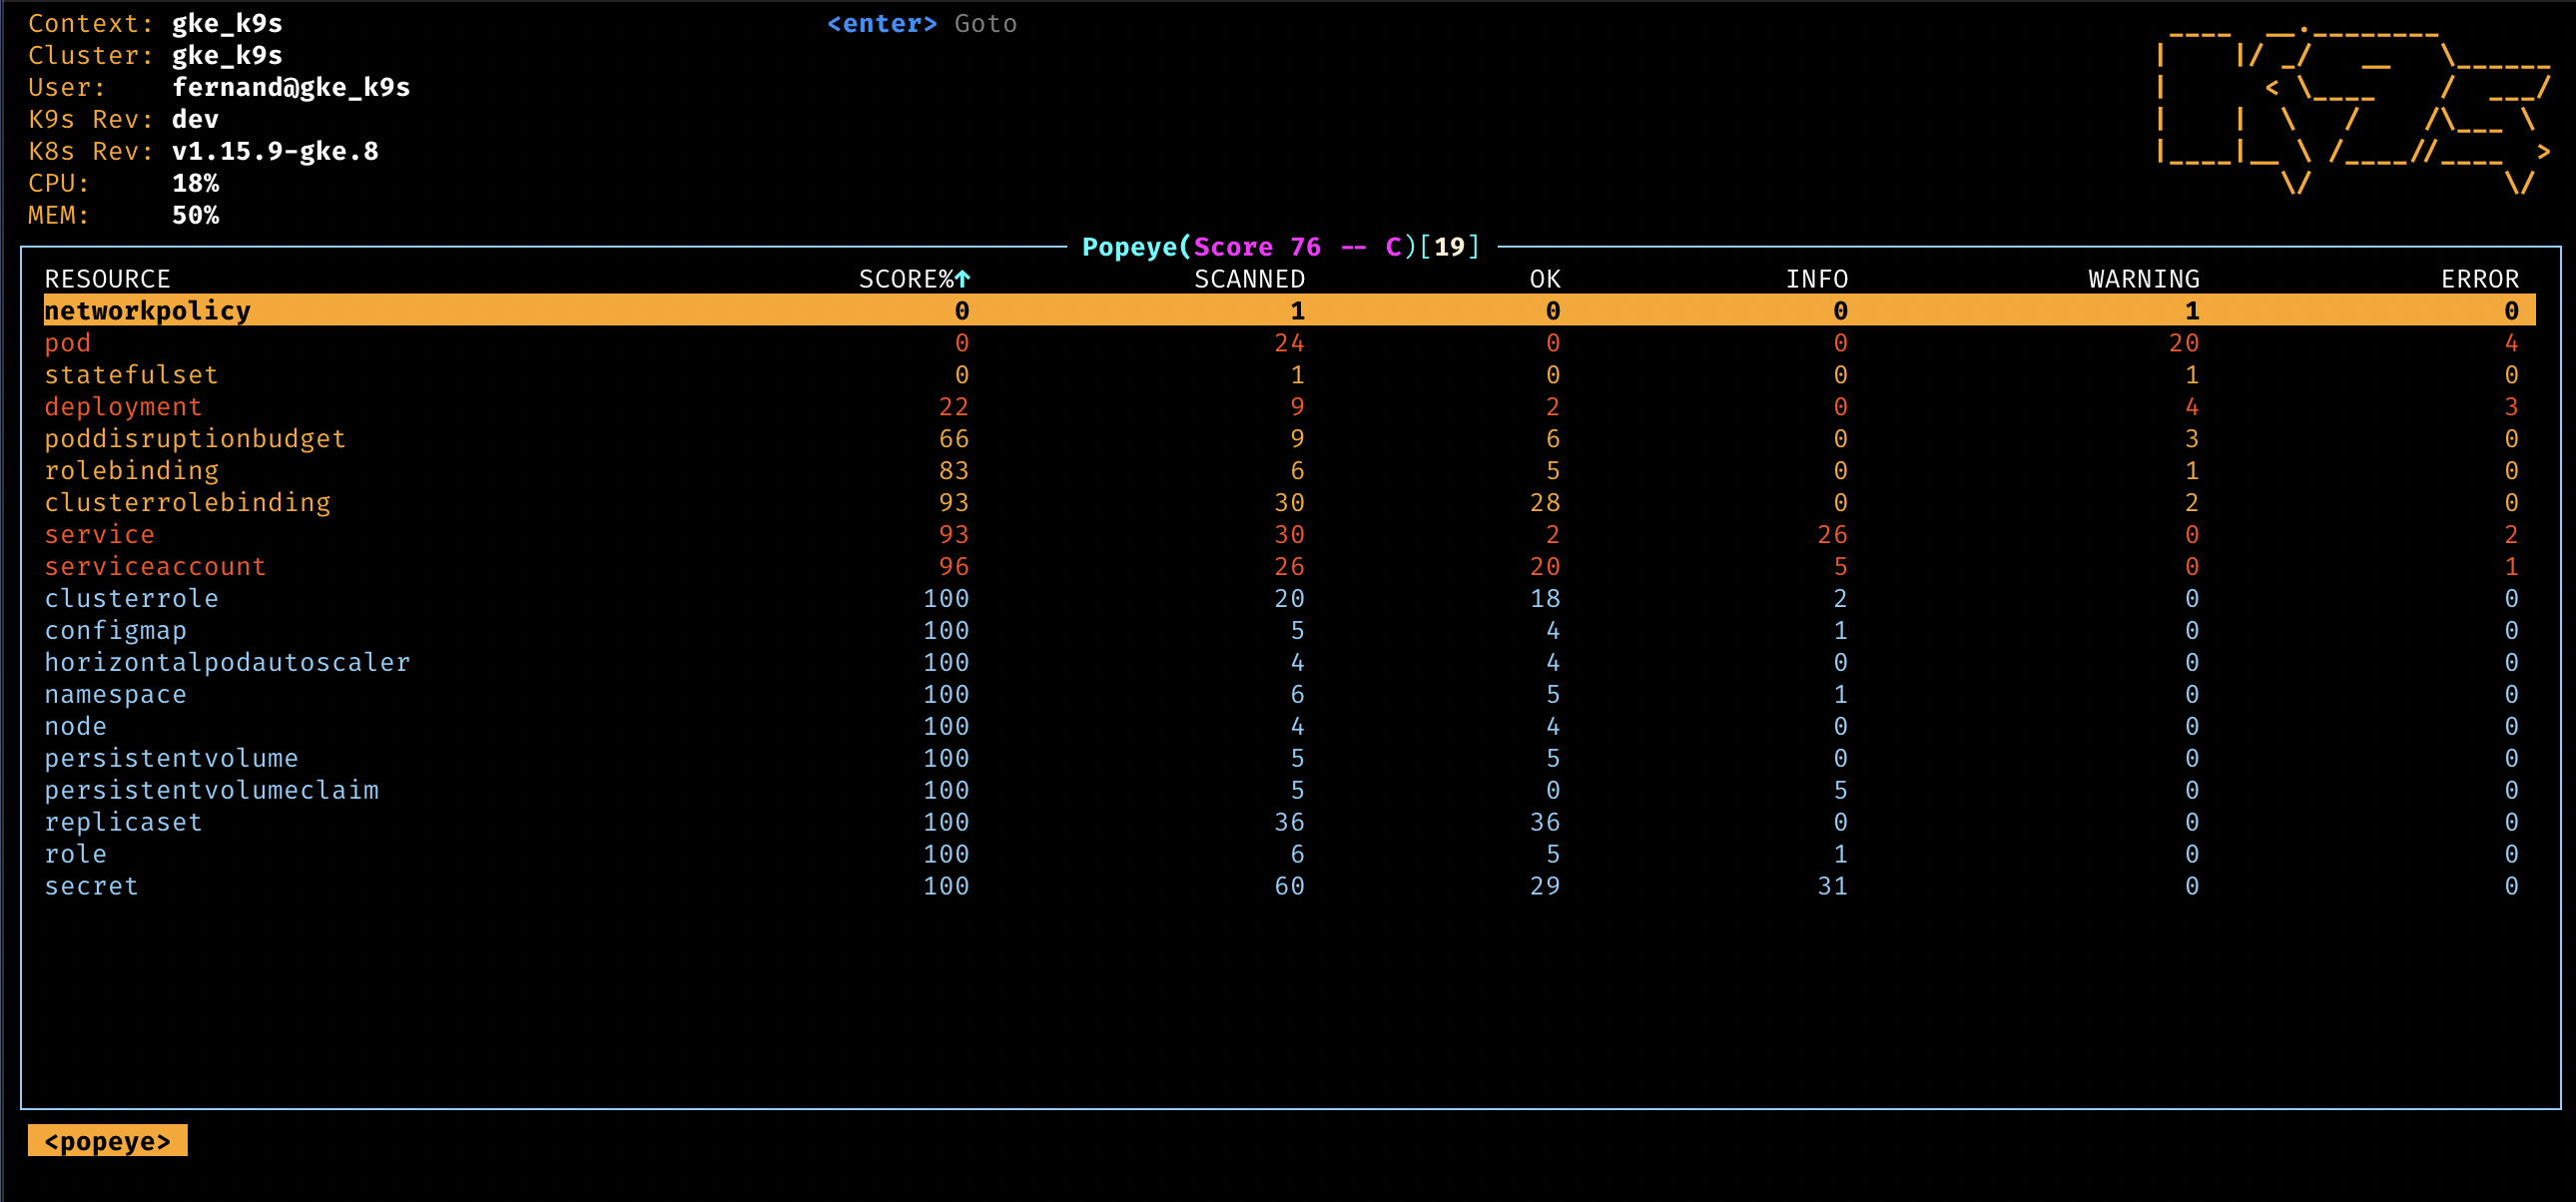 Context: gke_k9s <enter> Goto
Cluster: gke_k9s
User: fernand@gke_k9s
K9s Rev: dev
K8s Rev: v1.15.9-gke.8
CPU: 18%
MEM: 50%
Popeye(Score 76 -- C)[19]
RESOURCE SCORE%↑ SCANNED OK INFO WARNING ERROR
networkpolicy 0 1 0 0 1 0
pod 0 24 0 0 20 4
statefulset 0 1 0 0 1 0
deployment 22 9 2 0 4 3
poddisruptionbudget 66 9 6 0 3 0
rolebinding 83 6 5 0 1 0
clusterrolebinding 93 30 28 0 2 0
service 93 30 2 26 0 2
serviceaccount 96 26 20 5 0 1
clusterrole 100 20 18 2 0 0
configmap 100 5 4 1 0 0
horizontalpodautoscaler 100 4 4 0 0 0
namespace 100 6 5 1 0 0
node 100 4 4 0 0 0
persistentvolume 100 5 5 0 0 0
persistentvolumeclaim 100 5 0 5 0 0
replicaset 100 36 36 0 0 0
role 100 6 5 1 0 0
secret 100 60 29 31 0 0
<popeye>